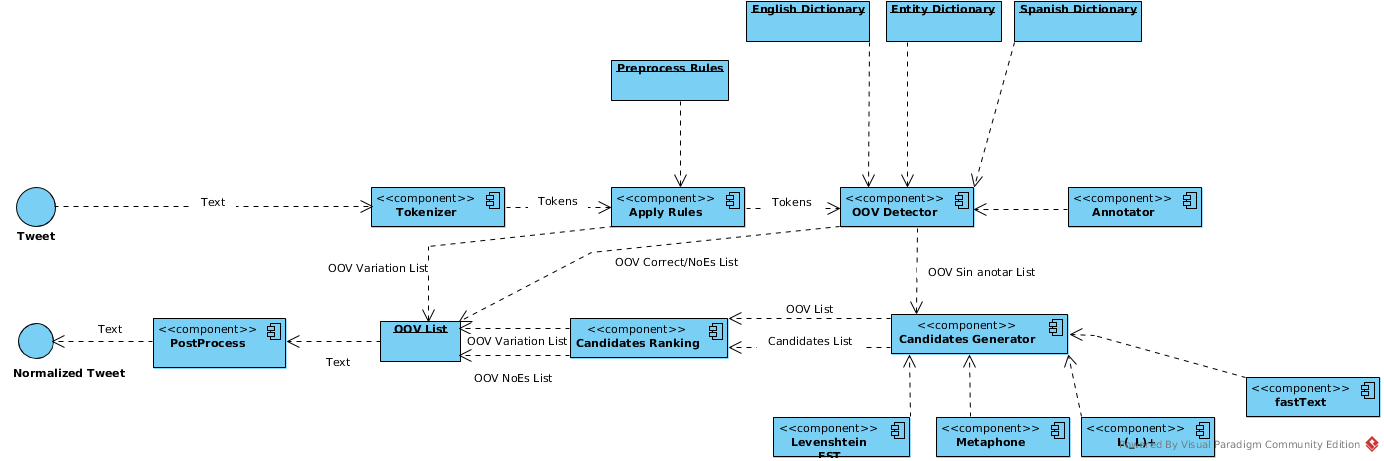 English Dictionary
Entity Dictionary
Spanish Dictionary
Preprocess Rules
Tweet
Text
<<component>>
Tokenizer
Tokens
<<component>>
Apply Rules
Tokens
<<component>>
OOV Detector
<<component>>
Annotator
OOV Variation List
OOV Correct/NoEs List
OOV Sin anotar List
Normalized Tweet
Text
<<component>>
PostProcess
Text
OOV List
OOV Variation List
OOV NoEs List
<<component>>
Candidates Ranking
OOV List
Candidates List
<<component>>
Candidates Generator
<<component>>
fastText
<<component>>
Levenshtein
FST
<<component>>
Metaphone
<<component>>
Powered By Visual Paradigm Community Edition